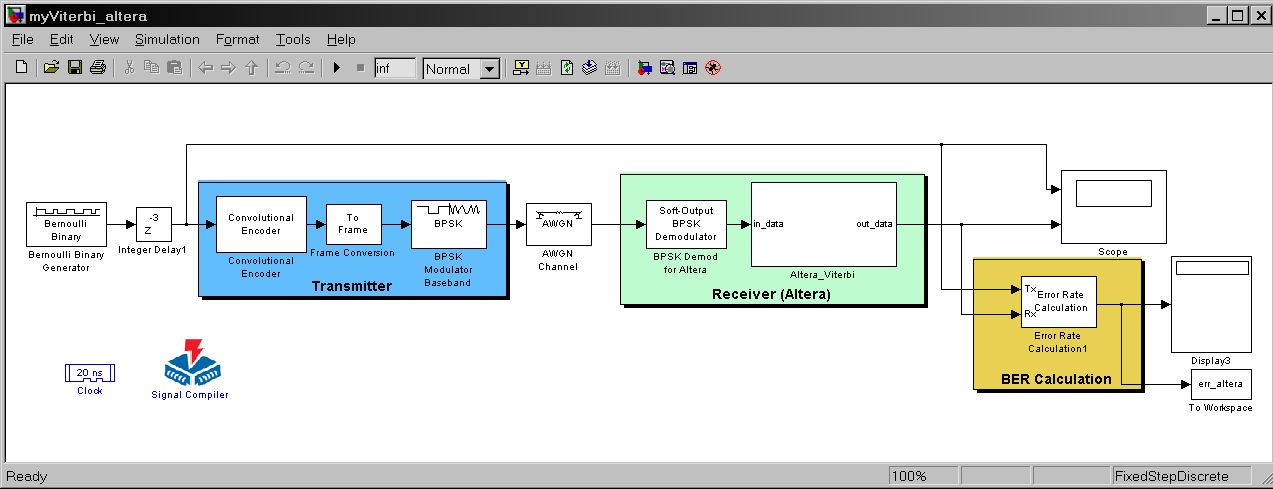 myViterbi_altera
File Edit View Simulation Format Tools Help
inf Normal
Bernoulli
Binary
Bernoulli Binary
Generator
-3
Z
Integer Delay1
Convolutional
Encoder
Convolutional
Encoder
To
Frame
Frame Conversion
BPSK
BPSK
Modulator
Baseband
Transmitter
AWGN
AWGN
Channel
Soft-Output
BPSK
Demodulator
BPSK Demod
for Altera
in_data out_data
Altera_Viterbi
Receiver (Altera)
Scope
Tx
Rx
Error Rate
Calculation
Error Rate
Calculation1
BER Calculation
Display3
err_altera
To Workspace
20 ns
Clock
Signal Compiler
Ready 100% FixedStepDiscrete